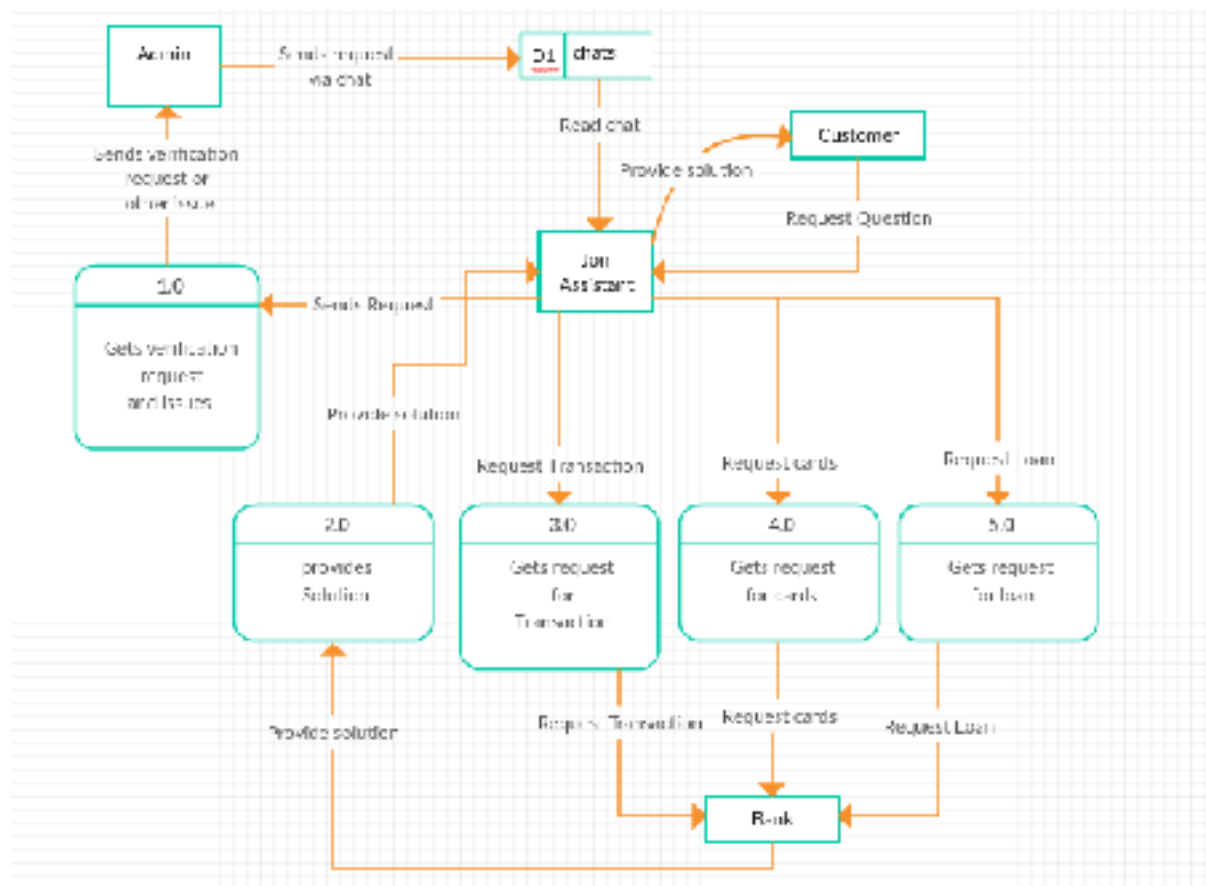 Admin
Sends request
via chat
D1
chats
Read chat
Customer
Provide solution
Sends verification
request or
other issue
Request Question
Assistant
1.0
Sends Request
Gets verification
request
and issues
Provide solution
Request Transaction
Request cards
Request Loan
2.0
3.0
4.0
5.0
provides
Solution
Gets request
for
Transaction
Gets request
for cards
Gets request
for loan
Provide solution
Request Transaction
Request cards
Request Loan
Bank